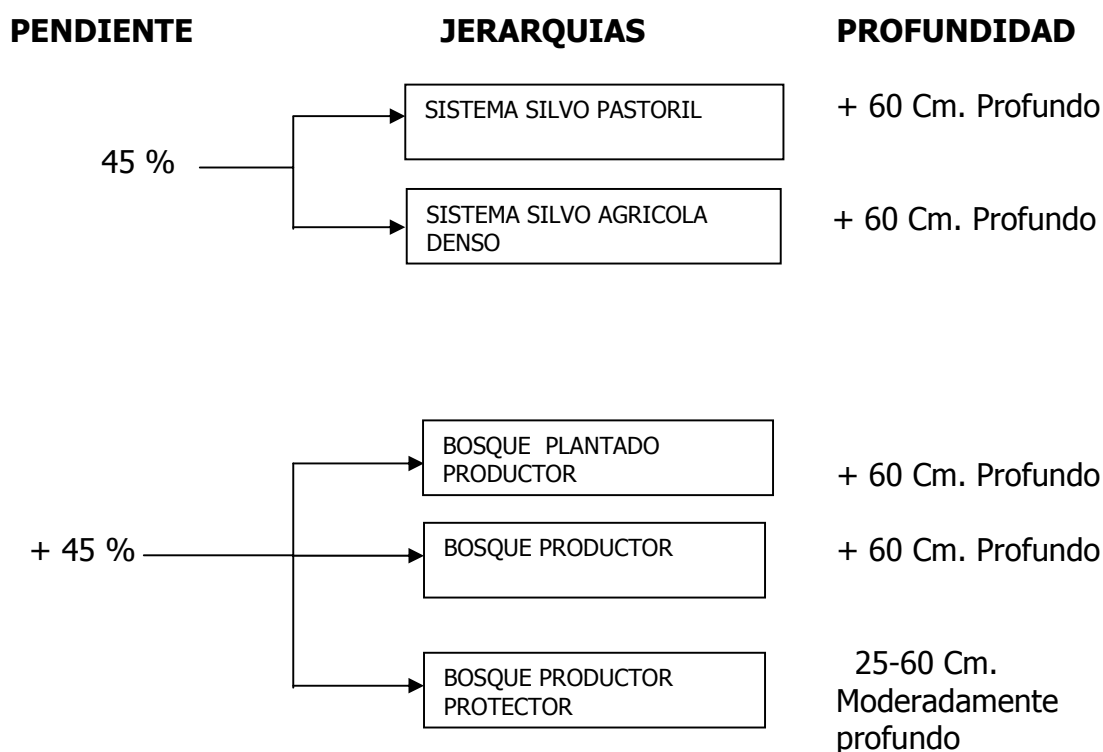 PENDIENTE JERARQUIAS PROFUNDIDAD
SISTEMA SILVO PASTORIL + 60 Cm. Profundo
45 %
SISTEMA SILVO AGRICOLA
DENSO
+ 60 Cm. Profundo
BOSQUE PLANTADO
PRODUCTOR
+ 60 Cm. Profundo
+ 45 % BOSQUE PRODUCTOR + 60 Cm. Profundo
BOSQUE PRODUCTOR
PROTECTOR
25-60 Cm.
Moderadamente
profundo